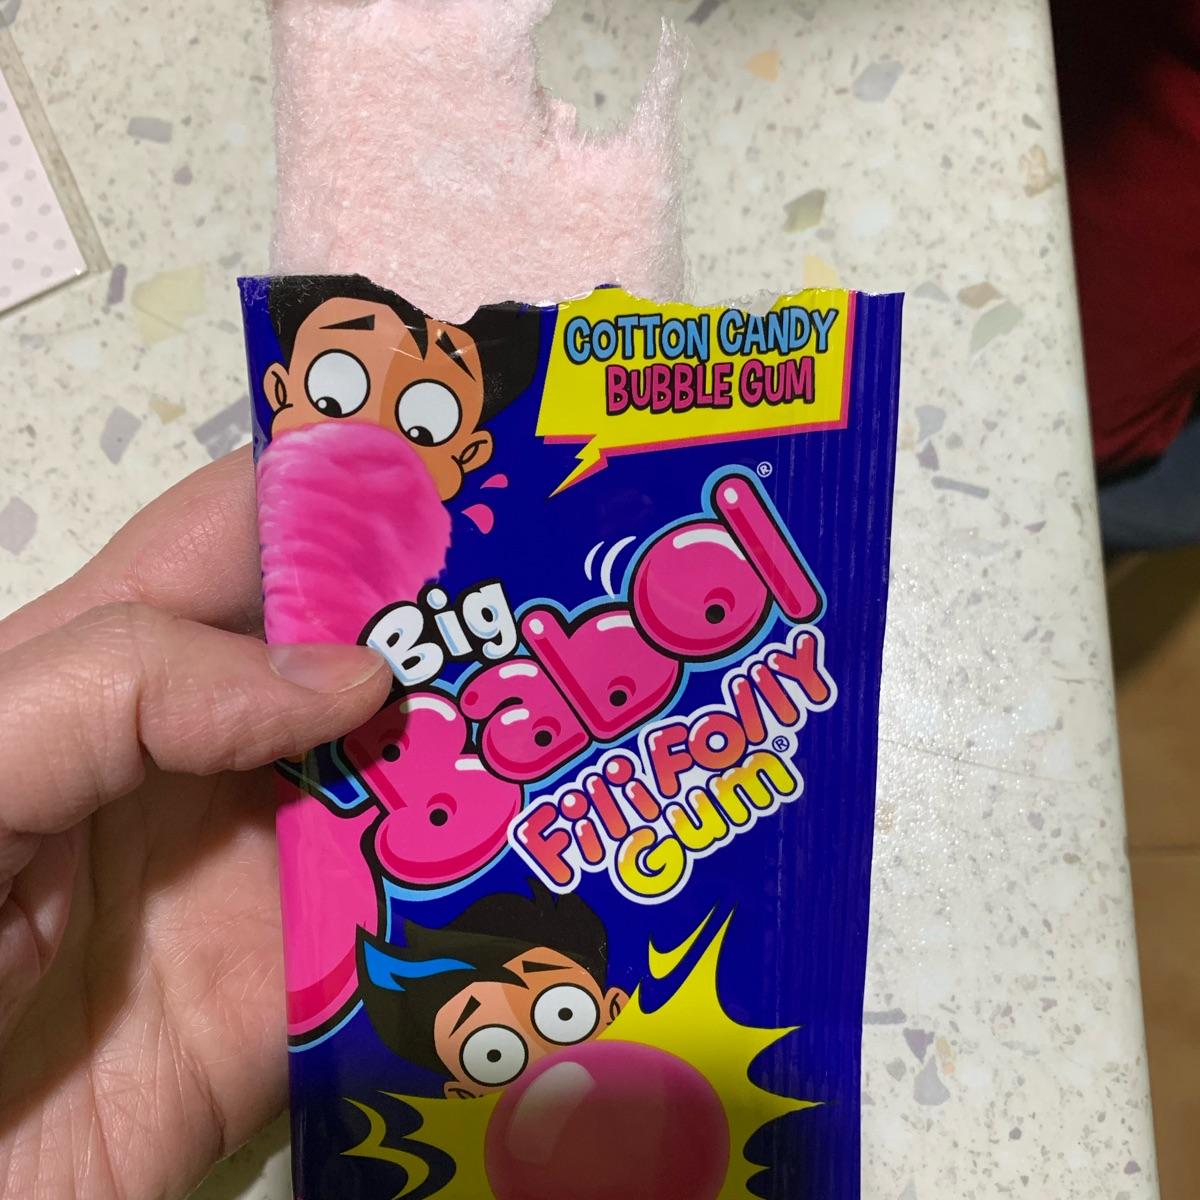 COTTON CANDY
BUBBLE GUM
Big
Babol®
Fili Folly
Gum®